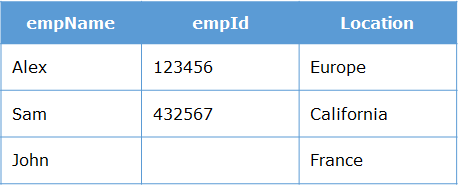 empName empId Location
Alex 123456 Europe
Sam 432567 California
John France